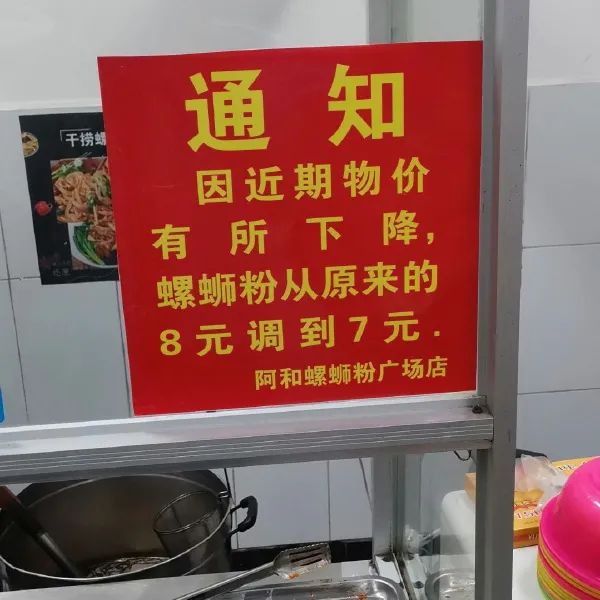 通知
因近期物价
有所下降,
螺蛳粉从原来的
8元调到7元.
阿和螺蛳粉广场店
干捞螺